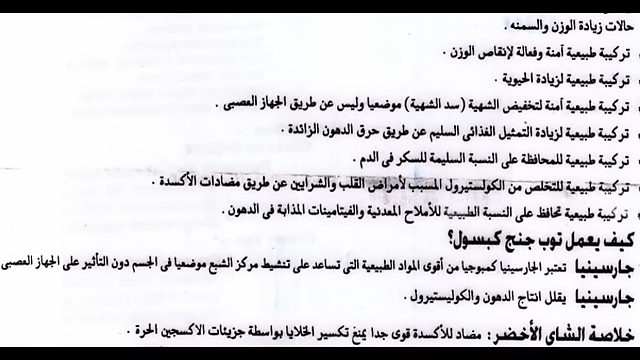 حالات زيادة الوزن والسمنه .
تركيبة طبيعية آمنة وفعالة لإنقاص الوزن .
تركيبة طبيعية لزيادة الحيوية .
تركيبة طبيعية آمنة لتخفيض الشهية (سد الشهية) موضعيا وليس عن طريق الجهاز العصبى .
تركيبة طبيعية لزيادة التمثيل الغذائى السليم عن طريق حرق الدهون الزائدة .
تركيبة طبيعية للمحافظة على النسبة السليمة للسكر فى الدم .
تركيبة طبيعية للتخلص من الكولستيرول المسبب لأمراض القلب والشرايين عن طريق مضادات الأكسدة .
تركيبة طبيعية تحافظ على النسبة الطبيعية للأملاح المعدنية والفيتامينات المذابة فى الدهون .
كيف يعمل توب جنج كبسول؟
جارسينيا تعتبر الجارسينيا كمبوجيا من أقوى المواد الطبيعية التى تساعد على تنشيط مركز الشبع موضعيا فى الجسم دون التأثير على الجهاز العصبى
جارسينيا يقلل انتاج الدهون والكوليستيرول .
خلاصة الشاى الأخضر: مضاد للأكسدة قوى جدا يمنع تكسير الخلايا بواسطة جزيئات الاكسجين الحرة .